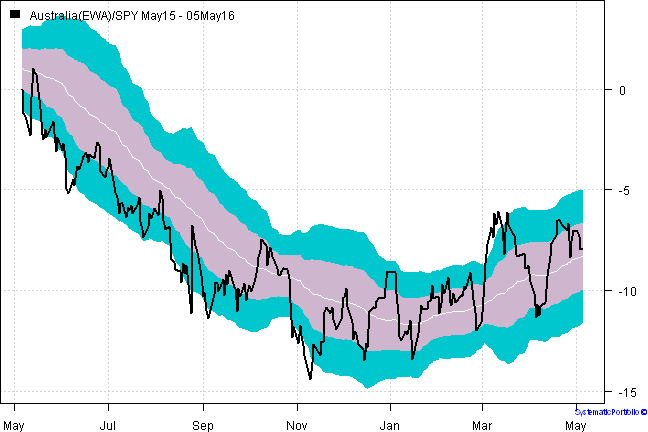 Australia(EWA)/SPY May15 - 05May16
0
-5
-10
-15
May Jul Sep Nov Jan Mar May
SystematicPortfolio ©